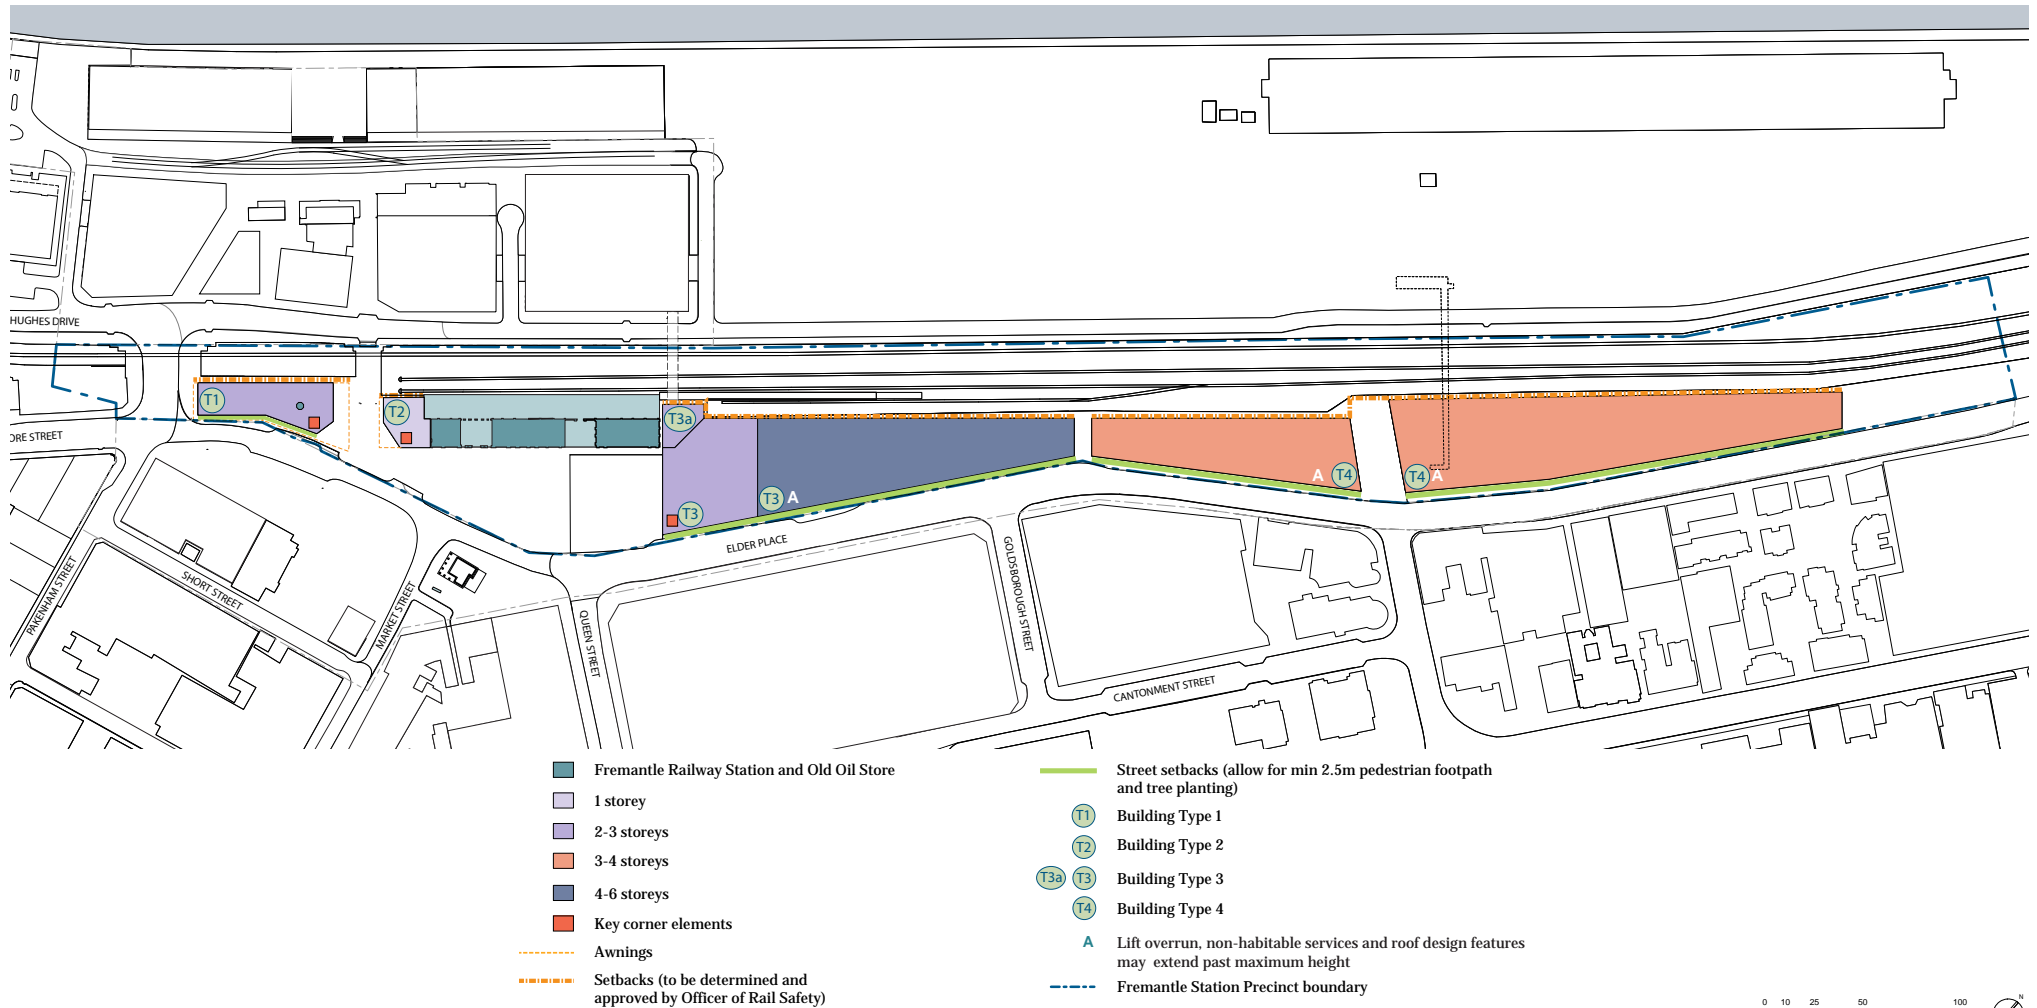 HUGHES DRIVE
ORE STREET
T1
T2
T3a
T3
T3 A
A T4
T4 A
ELDER PLACE
PAKENHAM STREET
SHORT STREET
MARKET STREET
QUEEN STREET
GOLDSBOROUGH STREET
CANTONMENT STREET
Fremantle Railway Station and Old Oil Store
1 storey
2-3 storeys
3-4 storeys
4-6 storeys
Key corner elements
Awnings
Setbacks (to be determined and
approved by Officer of Rail Safety)
Street setbacks (allow for min 2.5m pedestrian footpath
and tree planting)
T1 Building Type 1
T2 Building Type 2
T3a T3 Building Type 3
T4 Building Type 4
A Lift overrun, non-habitable services and roof design features
may extend past maximum height
Fremantle Station Precinct boundary
0 10 25 50 100
N